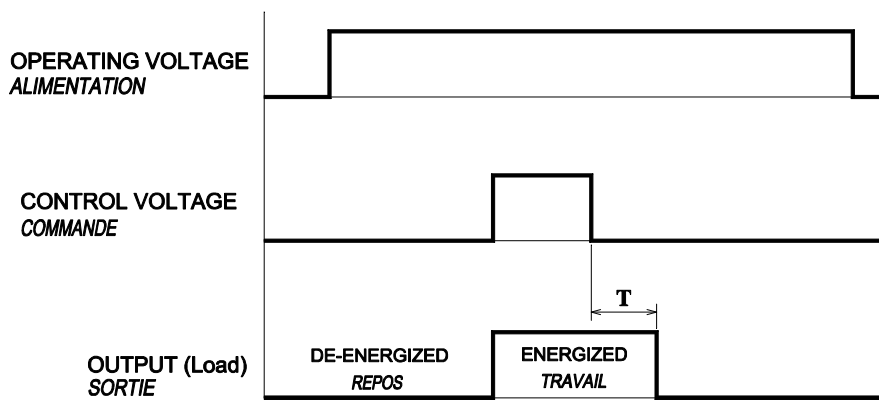 OPERATING VOLTAGE
ALIMENTATION
CONTROL VOLTAGE
COMMANDE
T
OUTPUT (Load)
SORTIE
DE-ENERGIZED
REPOS
ENERGIZED
TRAVAIL